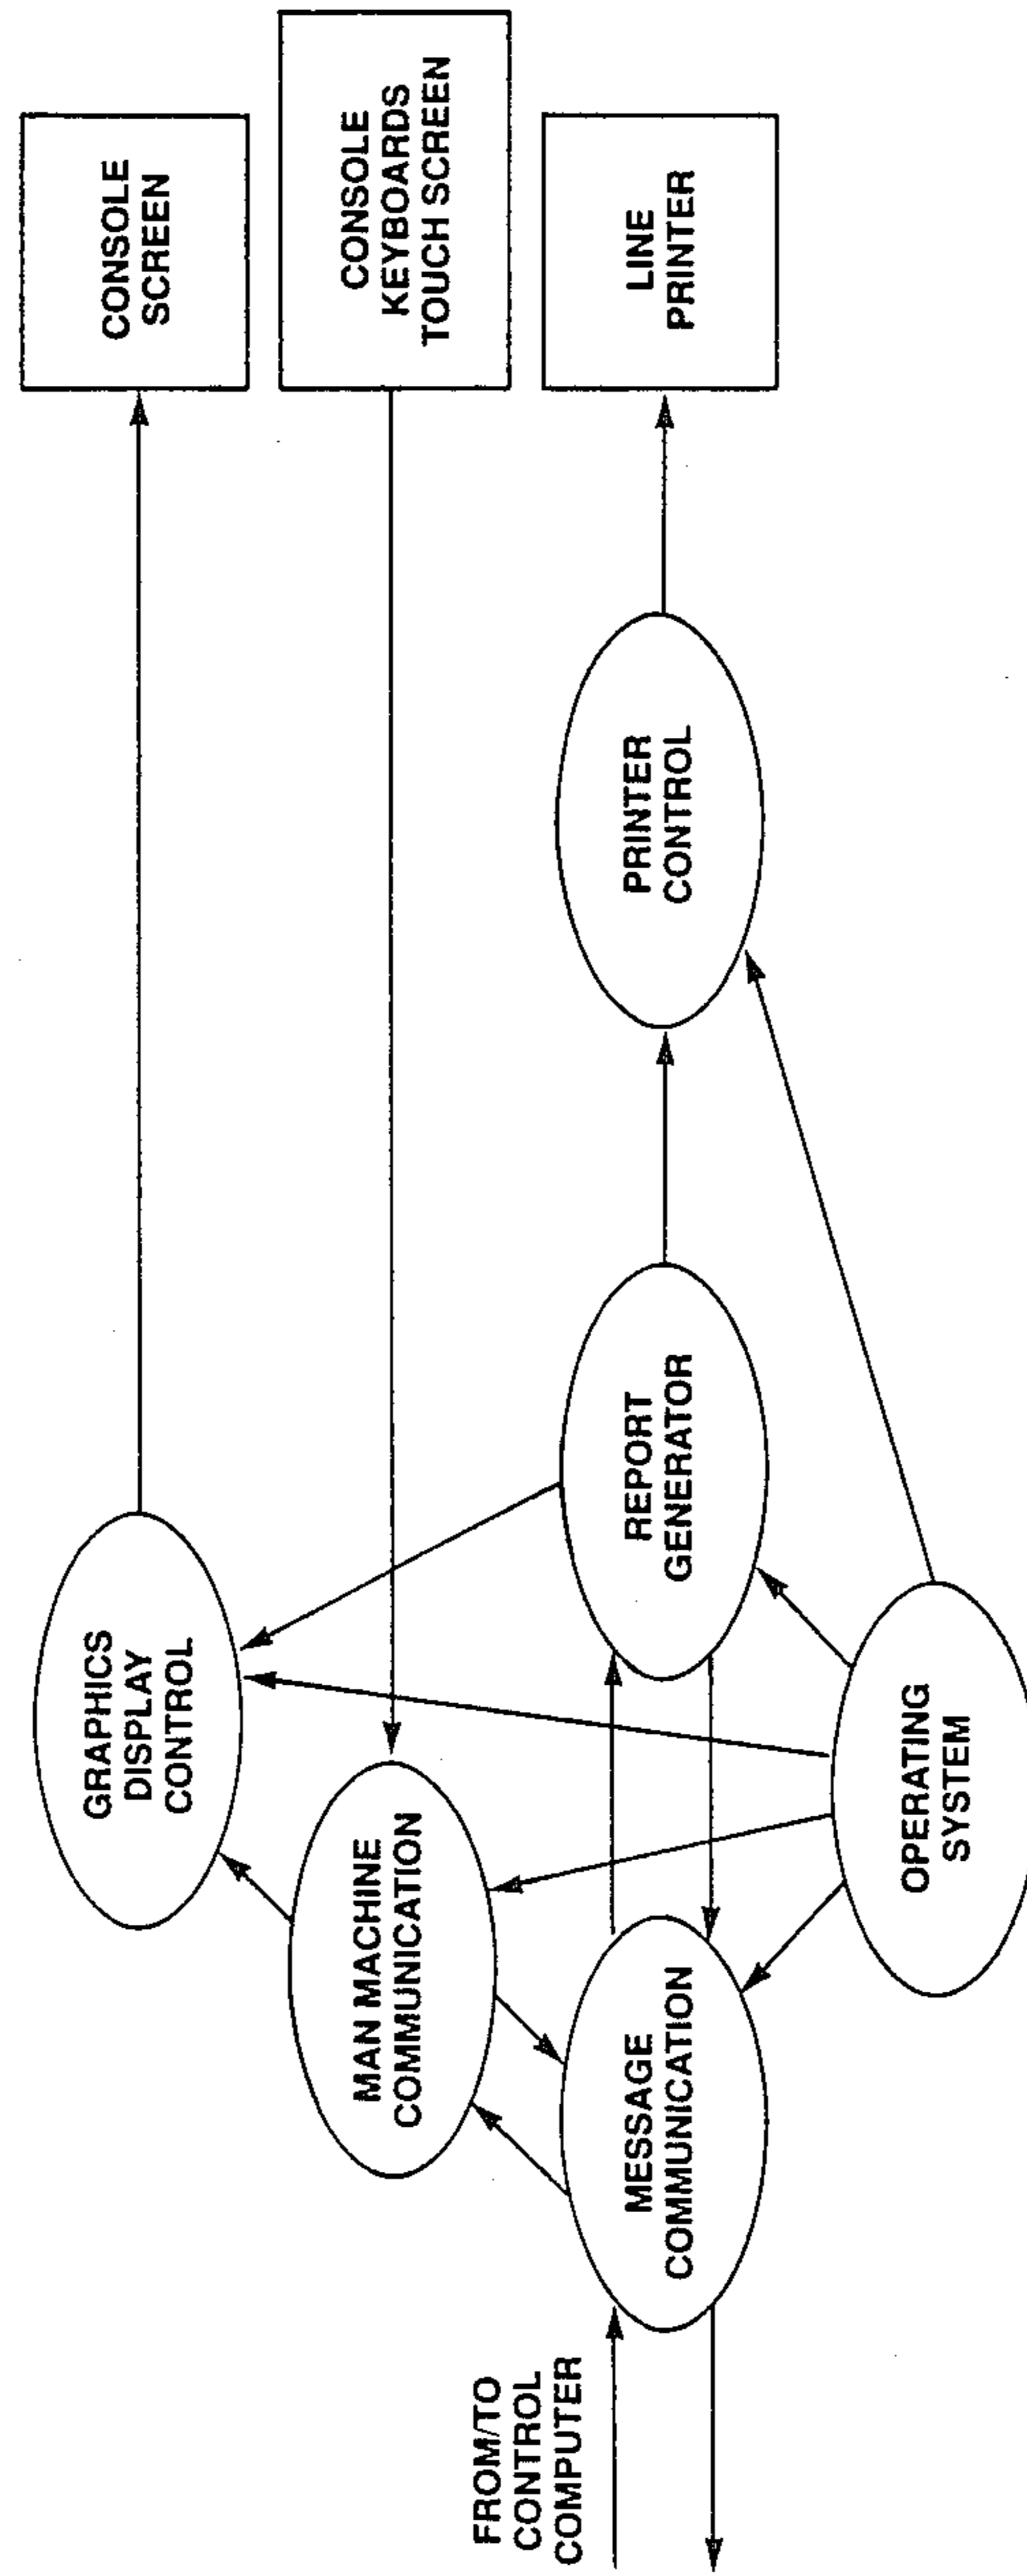 FROM/TO
CONTROL
COMPUTER
MESSAGE
COMMUNICATION
MAN MACHINE
COMMUNICATION
GRAPHICS
DISPLAY
CONTROL
OPERATING
SYSTEM
REPORT
GENERATOR
PRINTER
CONTROL
CONSOLE
SCREEN
CONSOLE
KEYBOARDS
TOUCH SCREEN
LINE
PRINTER